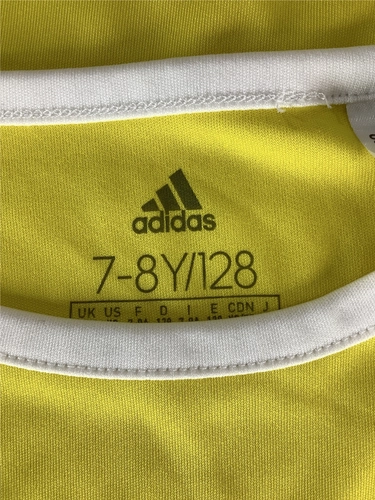 adidas
7-8Y/128
UK US F D I E CDN J